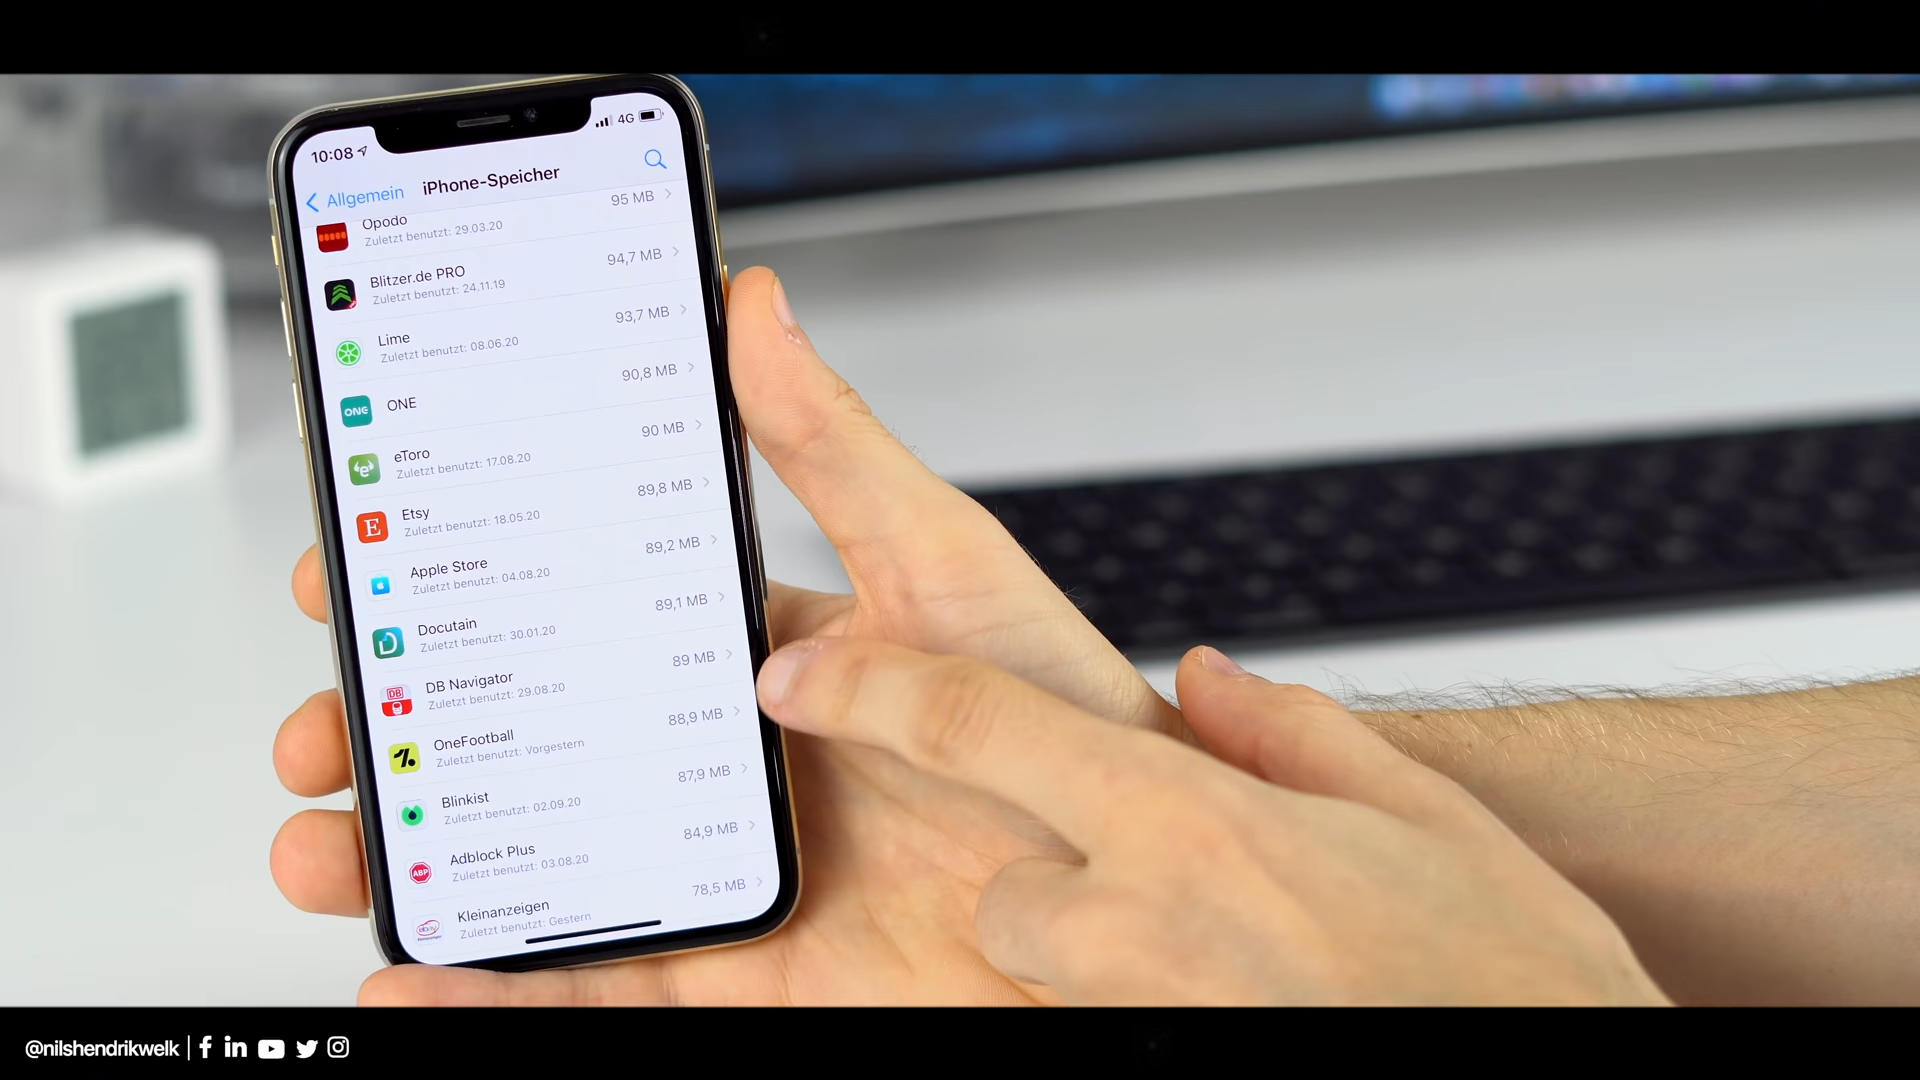 10:08
4G
Allgemein
iPhone-Speicher
Opodo
95 MB
Zuletzt benutzt: 29.03.20
Blitzer.de PRO
94,7 MB
Zuletzt benutzt: 24.11.19
Lime
93,7 MB
Zuletzt benutzt: 08.06.20
ONE
ONE
90,8 MB
eToro
90 MB
Zuletzt benutzt: 17.08.20
e
Etsy
89,8 MB
Zuletzt benutzt: 18.05.20
E
Apple Store
89,2 MB
Zuletzt benutzt: 04.08.20
Docutain
89,1 MB
Zuletzt benutzt: 30.01.20
D
DB Navigator
89 MB
Zuletzt benutzt: 29.08.20
DB
OneFootball
88,9 MB
Zuletzt benutzt: Vorgestern
Blinkist
87,9 MB
Zuletzt benutzt: 02.09.20
Adblock Plus
84,9 MB
Zuletzt benutzt: 03.08.20
ABP
Kleinanzeigen
78,5 MB
Zuletzt benutzt: Gestern
ebay
@nilshendrikwelk